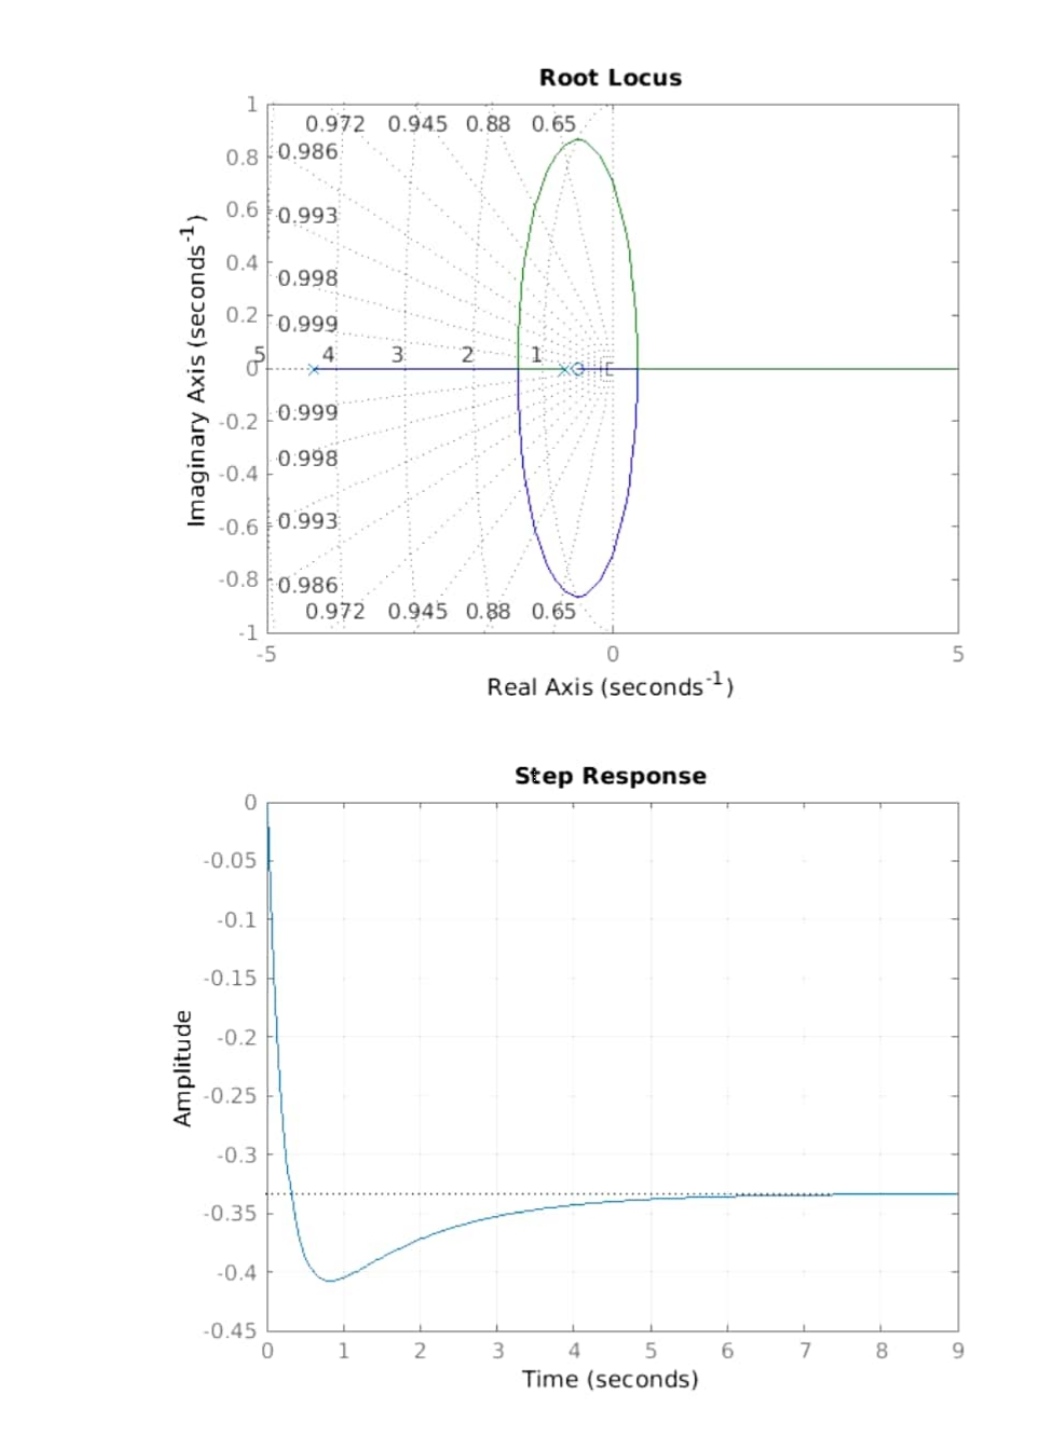 Root Locus
1
0.972 0.945 0.88 0.65
0.986
0.8
0.993
0.6
0.998
0.4
0.999
0.2
5 4 3 2 1
0
0.999
-0.2
0.998
-0.4
0.993
-0.6
0.986
-0.8
0.972 0.945 0.88 0.65
-1
-5 0 5
Imaginary Axis (seconds-1)
Real Axis (seconds-1)
Step Response
0
-0.05
-0.1
-0.15
-0.2
-0.25
-0.3
-0.35
-0.4
-0.45
Amplitude
0 1 2 3 4 5 6 7 8 9
Time (seconds)